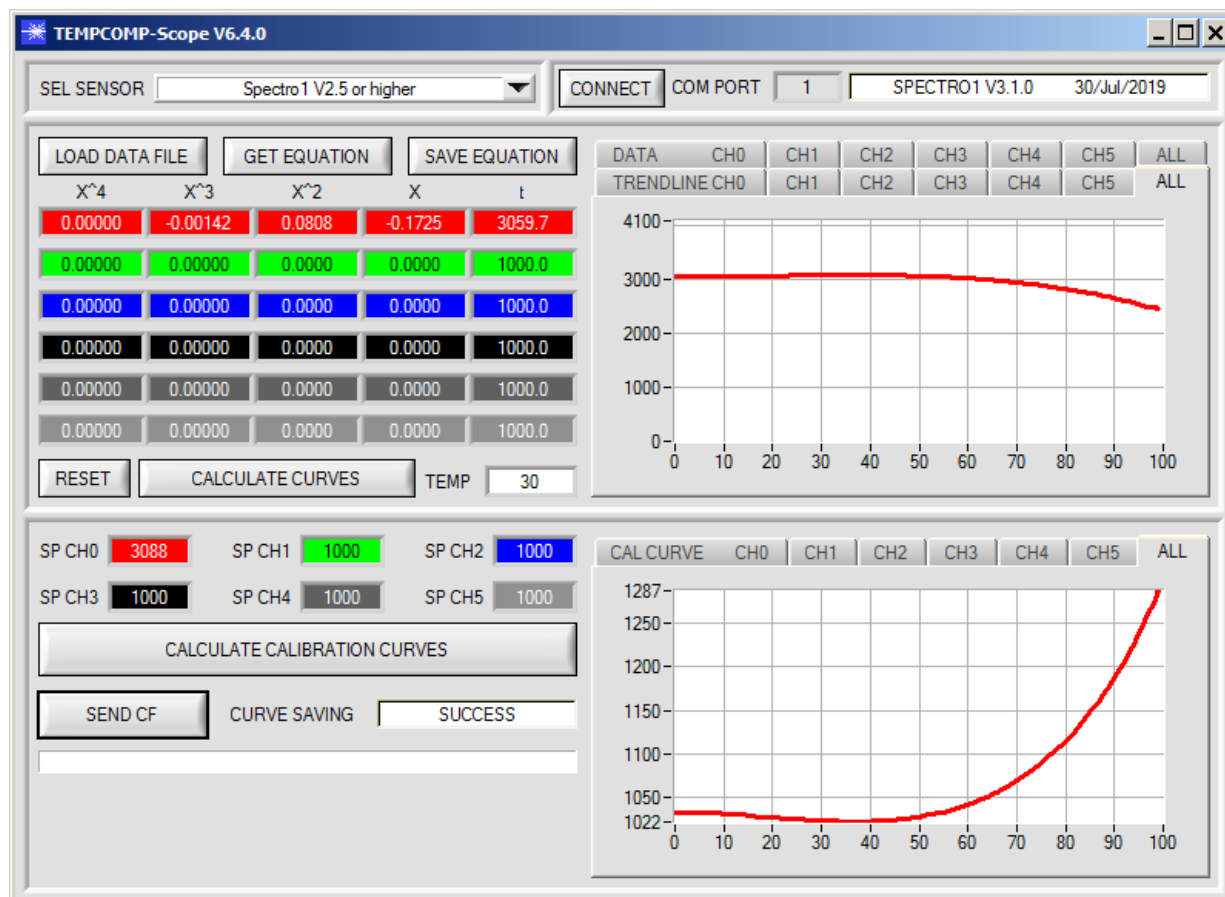 TEMPCOMP-Scope V6.4.0
SEL SENSOR Spectro1 V2.5 or higher CONNECT COM PORT 1 SPECTRO1 V3.1.0 30/Jul/2019
LOAD DATA FILE GET EQUATION SAVE EQUATION
X^4 X^3 X^2 X t
0.00000 -0.00142 0.0808 -0.1725 3059.7
0.00000 0.00000 0.0000 0.0000 1000.0
0.00000 0.00000 0.0000 0.0000 1000.0
0.00000 0.00000 0.0000 0.0000 1000.0
0.00000 0.00000 0.0000 0.0000 1000.0
0.00000 0.00000 0.0000 0.0000 1000.0
RESET CALCULATE CURVES TEMP 30
DATA CH0 CH1 CH2 CH3 CH4 CH5 ALL
TRENDLINE CH0 CH1 CH2 CH3 CH4 CH5 ALL
4100
3000
2000
1000
0
0 10 20 30 40 50 60 70 80 90 100
SP CH0 3088 SP CH1 1000 SP CH2 1000
SP CH3 1000 SP CH4 1000 SP CH5 1000
CALCULATE CALIBRATION CURVES
SEND CF CURVE SAVING SUCCESS
CAL CURVE CH0 CH1 CH2 CH3 CH4 CH5 ALL
1287
1250
1200
1150
1100
1050
1022
0 10 20 30 40 50 60 70 80 90 100